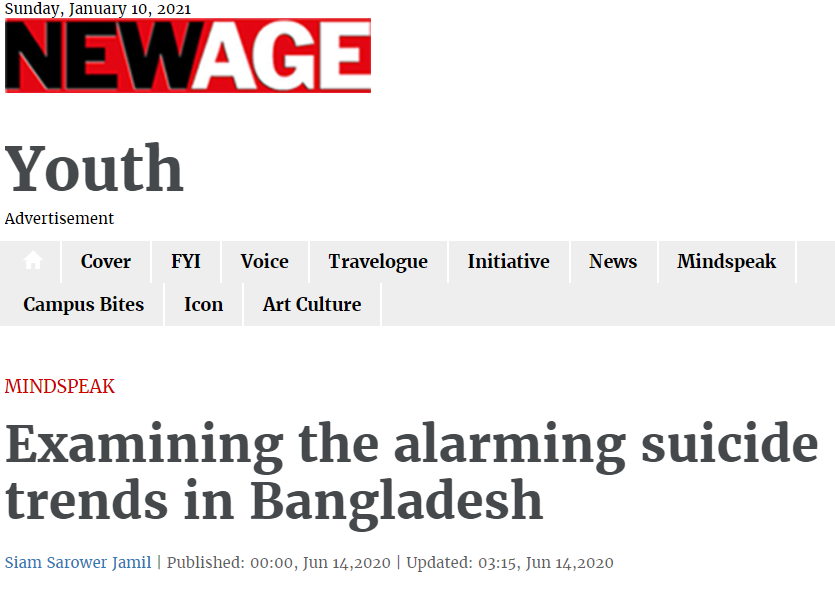 Sunday, January 10, 2021
NEWAGE
Youth
Advertisement
Cover FYI Voice Travelogue Initiative News Mindspeak
Campus Bites Icon Art Culture
MINDSPEAK
Examining the alarming suicide
trends in Bangladesh
Siam Sarower Jamil | Published: 00:00, Jun 14,2020 | Updated: 03:15, Jun 14,2020